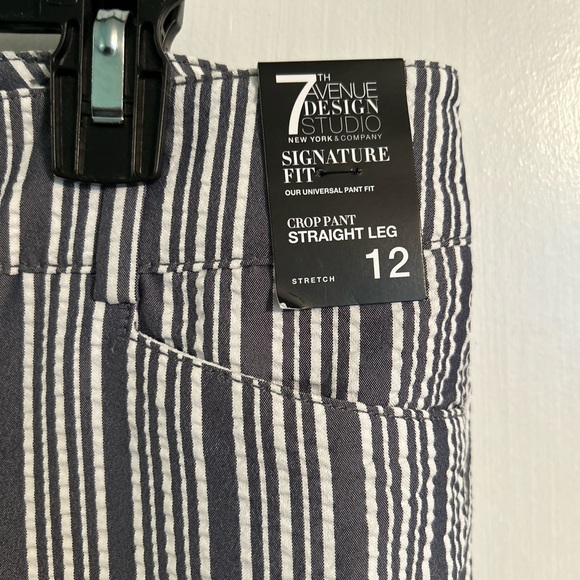 7TH
AVENUE
DESIGN
STUDIO
NEW YORK & COMPANY
SIGNATURE
FIT
OUR UNIVERSAL PANT FIT
CROP PANT
STRAIGHT LEG
STRETCH 12